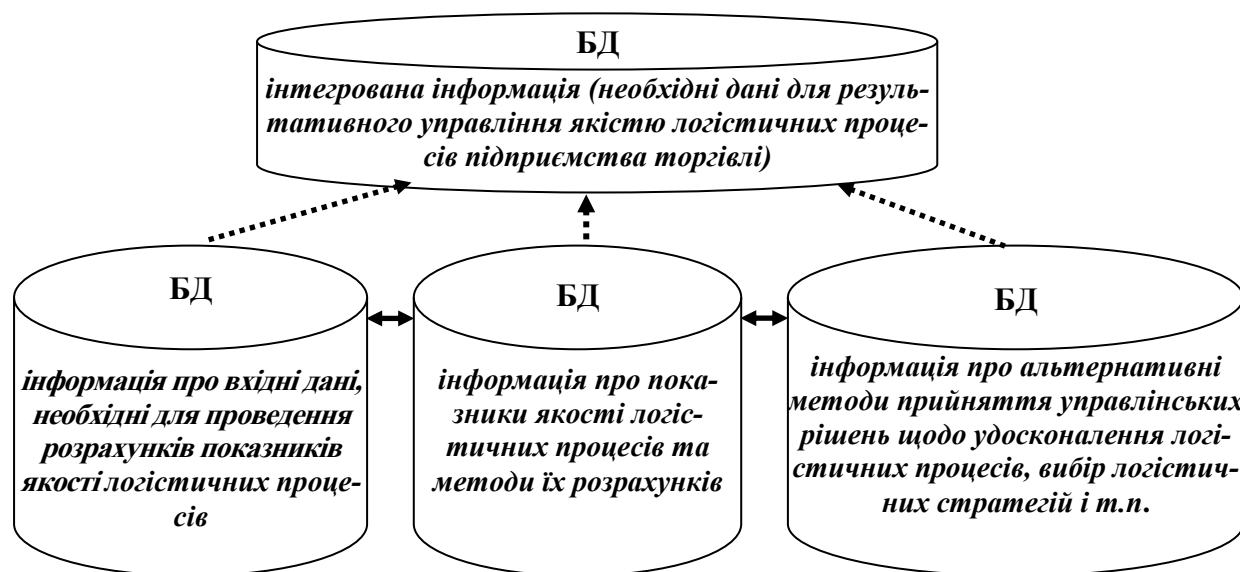 БД
інтегрована інформація (необхідні дані для резуль-
тативного управління якістю логістичних проце-
сів підприємства торгівлі)
БД
інформація про вхідні дані,
необхідні для проведення
розрахунків показників
якості логістичних проце-
сів
БД
інформація про пока-
зники якості логіс-
тичних процесів та
методи їх розрахунків
БД
інформація про альтернативні
методи прийняття управлінських
рішень щодо удосконалення логі-
стичних процесів, вибір логістич-
них стратегій і т.п.